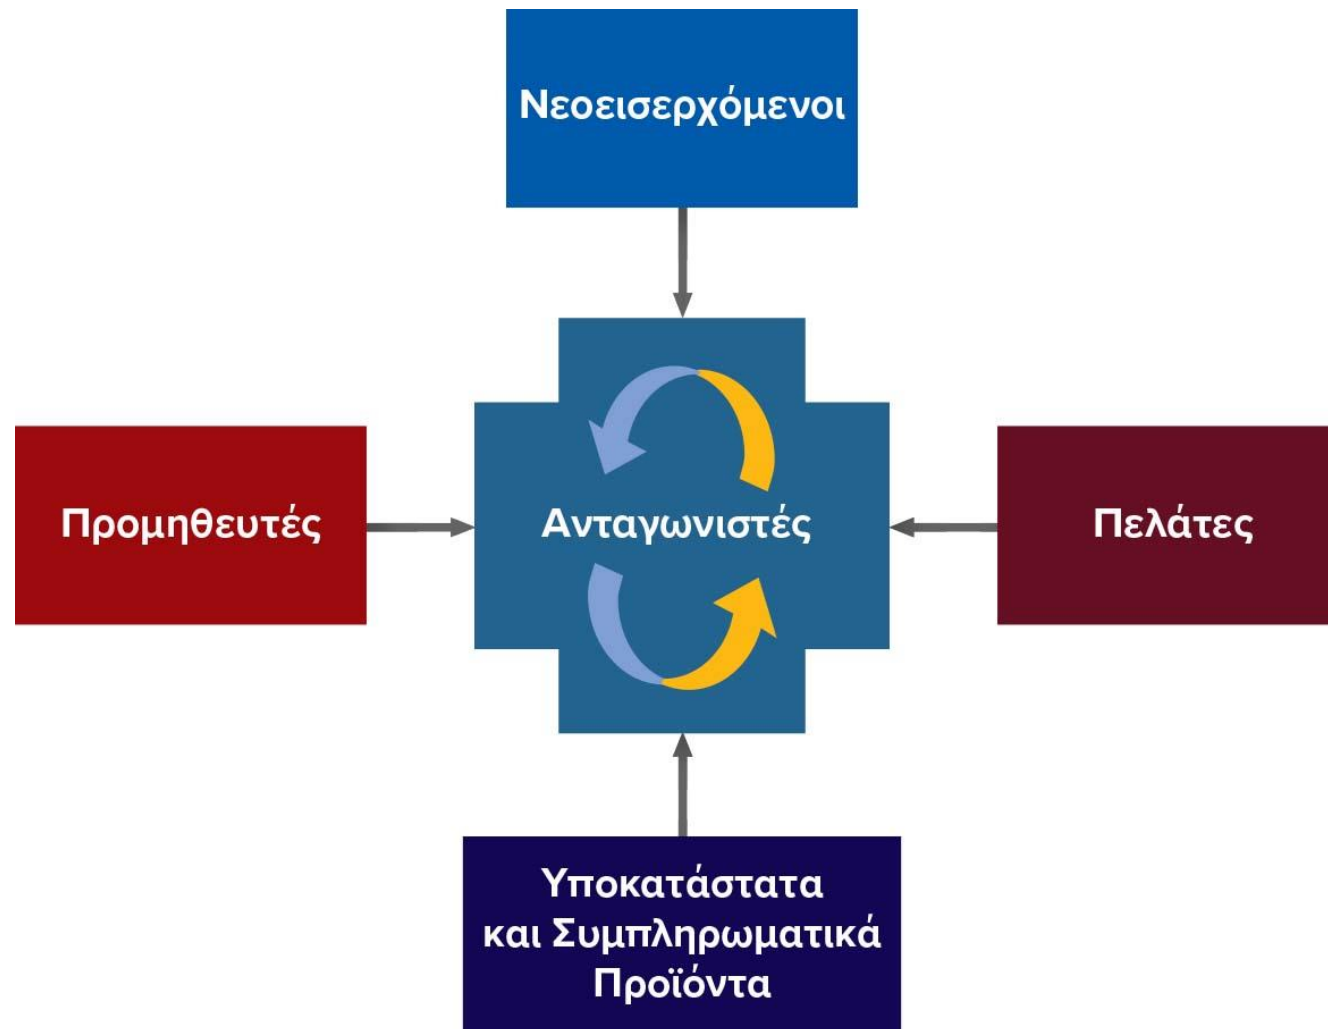 Νεοεισερχόμενοι
Προμηθευτές
Ανταγωνιστές
Πελάτες
Υποκατάστατα
και Συμπληρωματικά
Προϊόντα